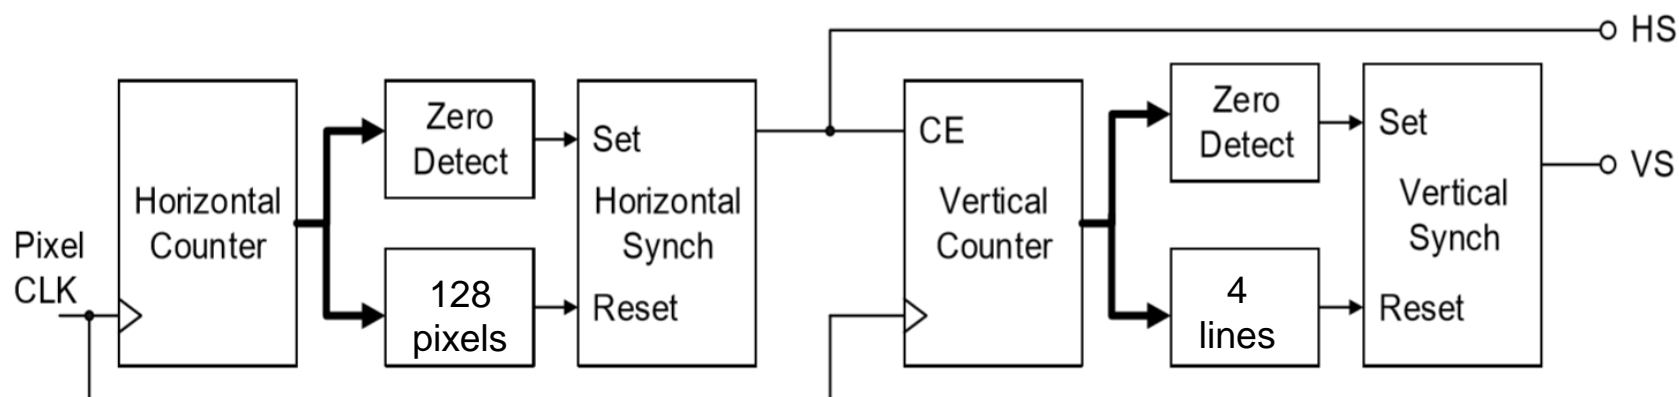 HS
Zero
Detect
Set
Horizontal
Counter
Horizontal
Synch
128
pixels
Reset
Pixel
CLK
CE
Vertical
Counter
Zero
Detect
Set
Vertical
Synch
4
lines
Reset
VS